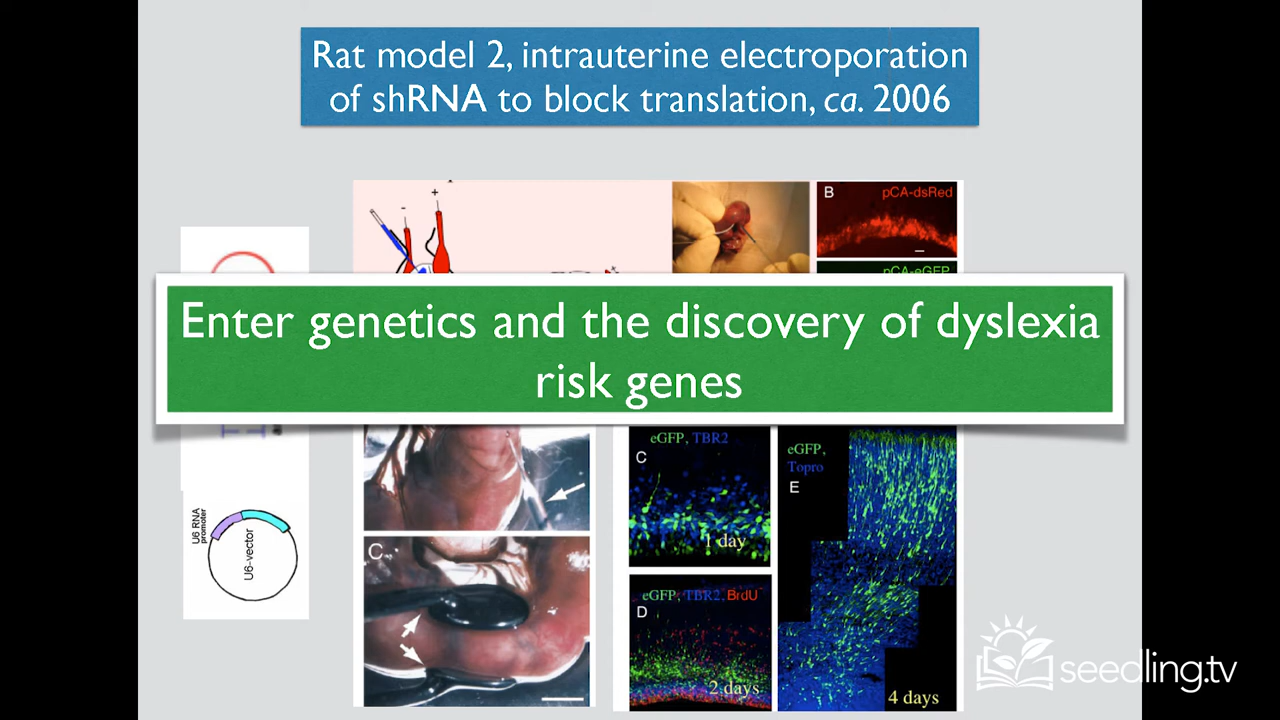 Rat model 2, intrauterine electroporation
of shRNA to block translation, ca. 2006
+
-
B
pCA-dsRed
pCA-eGFP
Enter genetics and the discovery of dyslexia
risk genes
eGFP, TBR2
C
1 day
eGFP,
Topro
E
U6 RNA
promoter
U6-vector
C
eGFP, TBR2, BrdU
D
2 days
4 days
seedling.tv